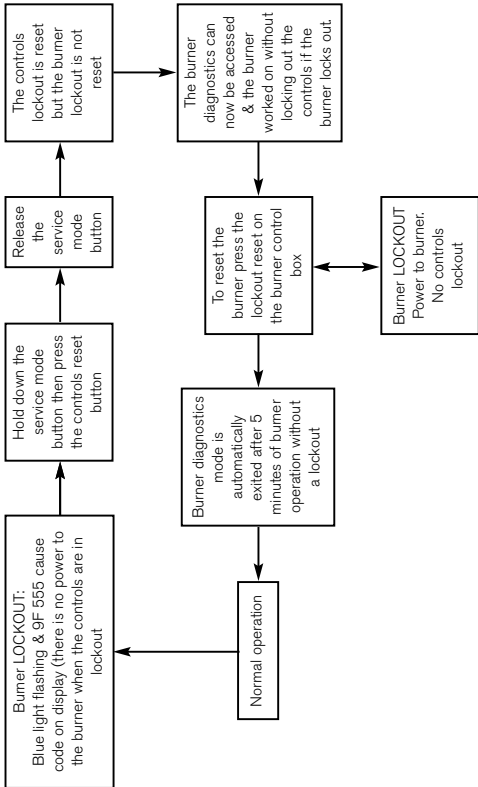 Burner LOCKOUT:
Blue light flashing & 9F 555 cause
code on display (there is no power to
the burner when the controls are in
lockout
Hold down the
service mode
button then press
the controls reset
button
Release
the
service
mode
button
The controls
lockout is reset
but the burner
lockout is not
reset
The burner
diagnostics can
now be accessed
& the burner
worked on without
locking out the
controls if the
burner locks out.
To reset the
burner press the
lockout reset on
the burner control
box
Burner LOCKOUT
Power to burner.
No controls
lockout
Burner diagnostics
mode is
automatically
exited after 5
minutes of burner
operation without
a lockout
Normal operation